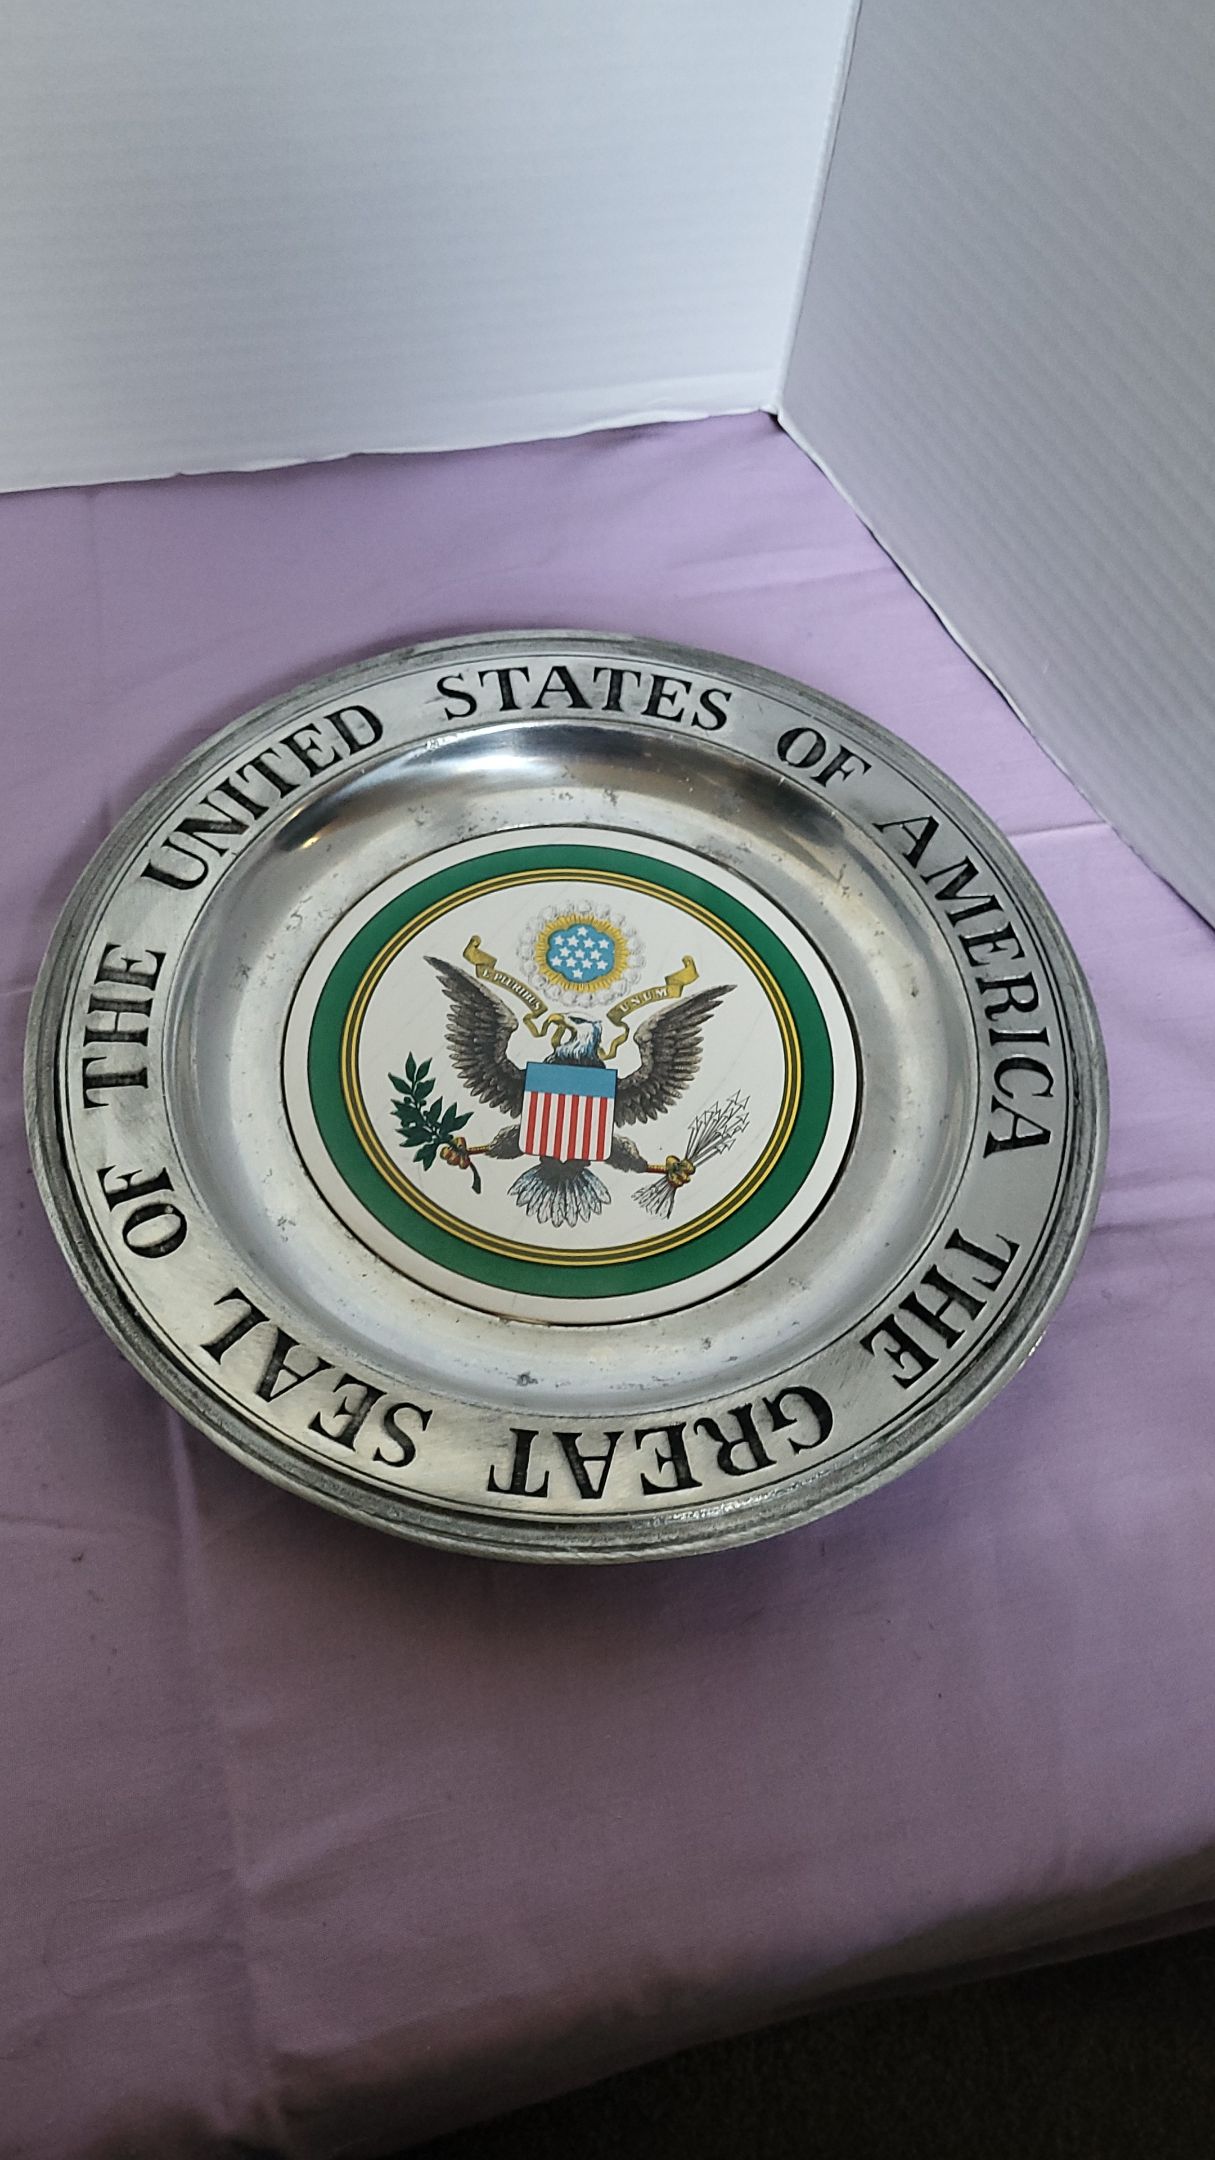 THE GREAT SEAL OF THE UNITED STATES OF AMERICA
E PLURIBUS UNUM